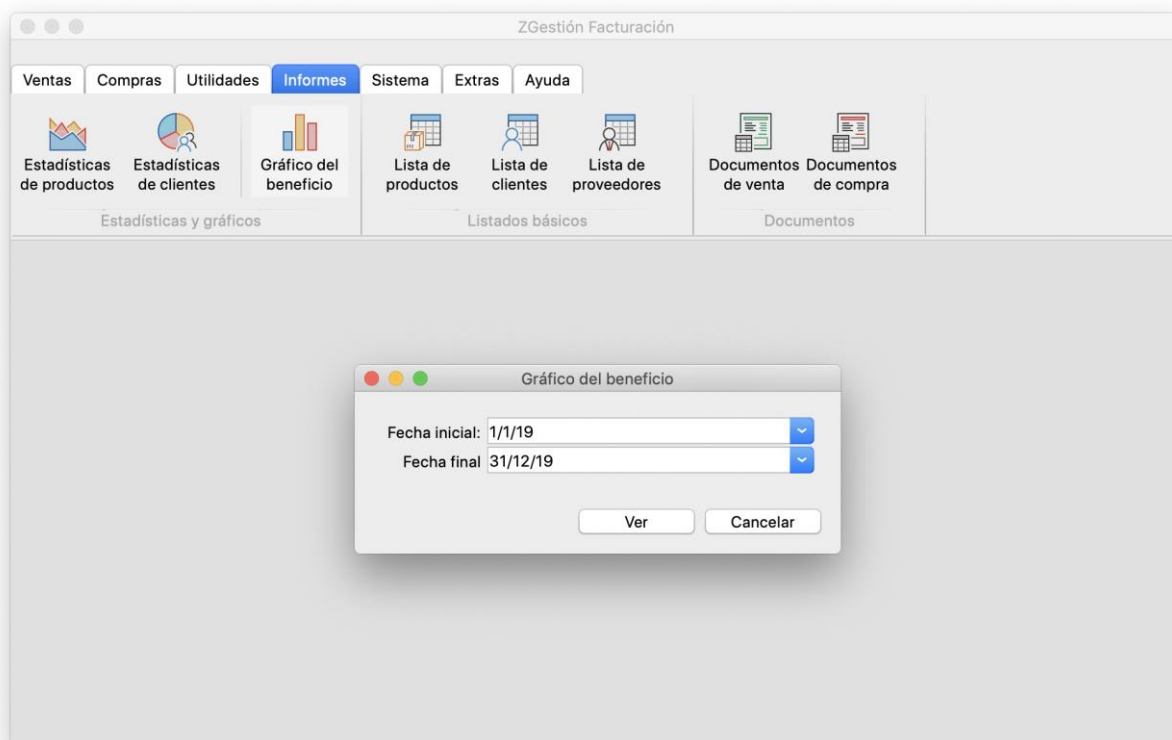 ZGestión Facturación
Ventas Compras Utilidades Informes Sistema Extras Ayuda
Estadísticas de productos
Estadísticas de clientes
Gráfico del beneficio
Lista de productos
Lista de clientes
Lista de proveedores
Documentos de venta
Documentos de compra
Estadísticas y gráficos
Listados básicos
Documentos
Gráfico del beneficio
Fecha inicial: 1/1/19
Fecha final 31/12/19
Ver Cancelar